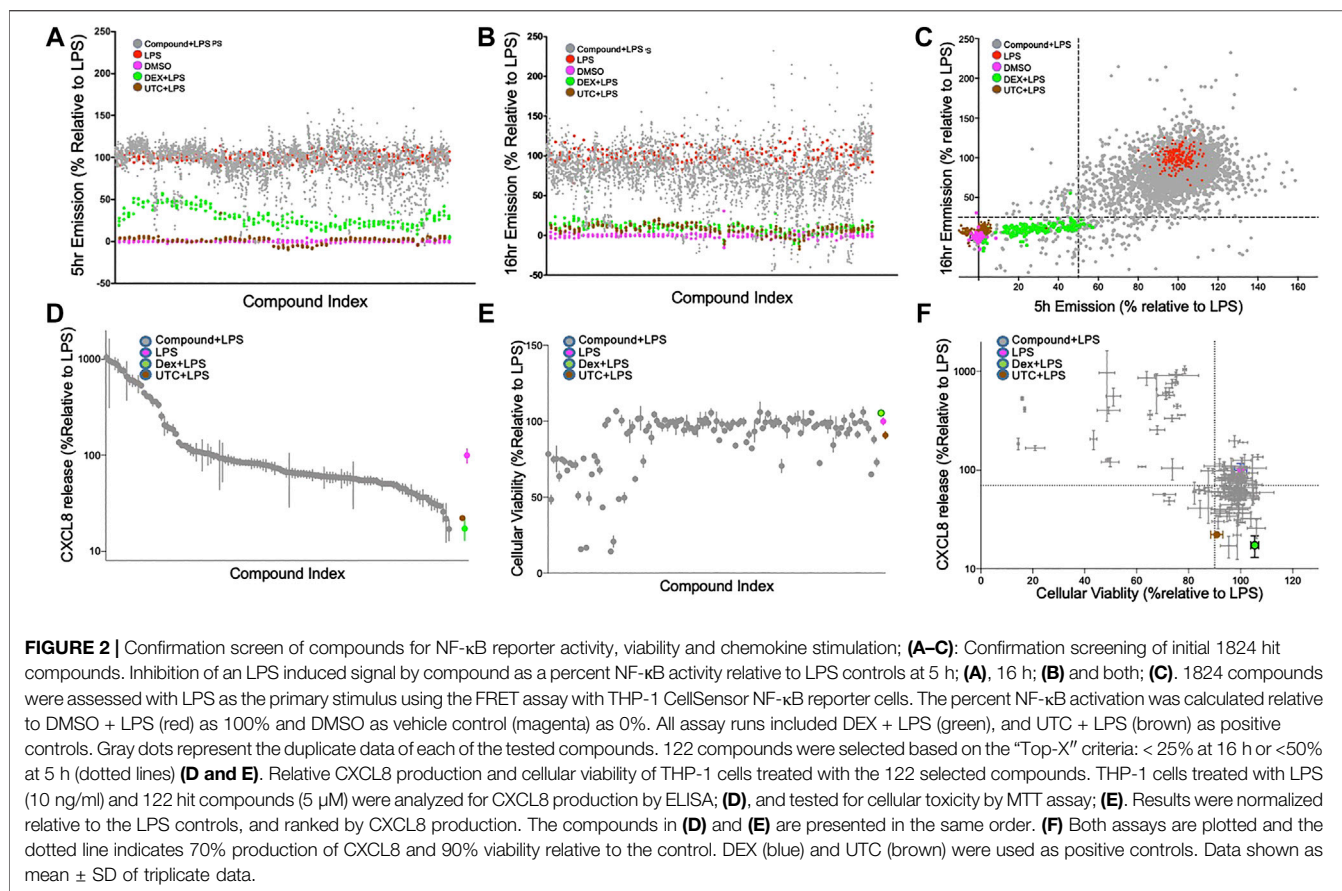 A
Compound+LPS PS
LPS
DMSO
DEX+LPS
UTC+LPS
5hr Emission (% Relative to LPS)
250
200
150
100
50
0
-50
Compound Index
B
Compound+LPS
LPS
DMSO
DEX+LPS
UTC+LPS
16hr Emission (% Relative to LPS)
250
200
150
100
50
0
-50
Compound Index
C
Compound+LPS
LPS
DMSO
DEX+LPS
UTC+LPS
16hr Emmission (% relative to LPS)
250
200
150
100
50
-50
20 40 60 80 100 120 140 160
5h Emission (% relative to LPS)
D
Compound+LPS
LPS
Dex+LPS
UTC+LPS
CXCL8 release (%Relative to LPS)
1000
100
10
Compound Index
E
Compound+LPS
LPS
Dex+LPS
UTC+LPS
Cellular Viability (%Relative to LPS)
150
100
50
0
Compound Index
F
Compound+LPS
LPS
Dex+LPS
UTC+LPS
CXCL8 release (%Relative to LPS)
1000
100
10
0 20 40 60 80 100 120
Cellular Viablity (%relative to LPS)
FIGURE 2 | Confirmation screen of compounds for NF-κB reporter activity, viability and chemokine stimulation; (A–C): Confirmation screening of initial 1824 hit
compounds. Inhibition of an LPS induced signal by compound as a percent NF-κB activity relative to LPS controls at 5 h; (A), 16 h; (B) and both; (C). 1824 compounds
were assessed with LPS as the primary stimulus using the FRET assay with THP-1 CellSensor NF-κB reporter cells. The percent NF-κB activation was calculated relative
to DMSO + LPS (red) as 100% and DMSO as vehicle control (magenta) as 0%. All assay runs included DEX + LPS (green), and UTC + LPS (brown) as positive
controls. Gray dots represent the duplicate data of each of the tested compounds. 122 compounds were selected based on the “Top-X″ criteria: < 25% at 16 h or <50%
at 5 h (dotted lines) (D and E). Relative CXCL8 production and cellular viability of THP-1 cells treated with the 122 selected compounds. THP-1 cells treated with LPS
(10 ng/ml) and 122 hit compounds (5 μM) were analyzed for CXCL8 production by ELISA; (D), and tested for cellular toxicity by MTT assay; (E). Results were normalized
relative to the LPS controls, and ranked by CXCL8 production. The compounds in (D) and (E) are presented in the same order. (F) Both assays are plotted and the
dotted line indicates 70% production of CXCL8 and 90% viability relative to the control. DEX (blue) and UTC (brown) were used as positive controls. Data shown as
mean ± SD of triplicate data.